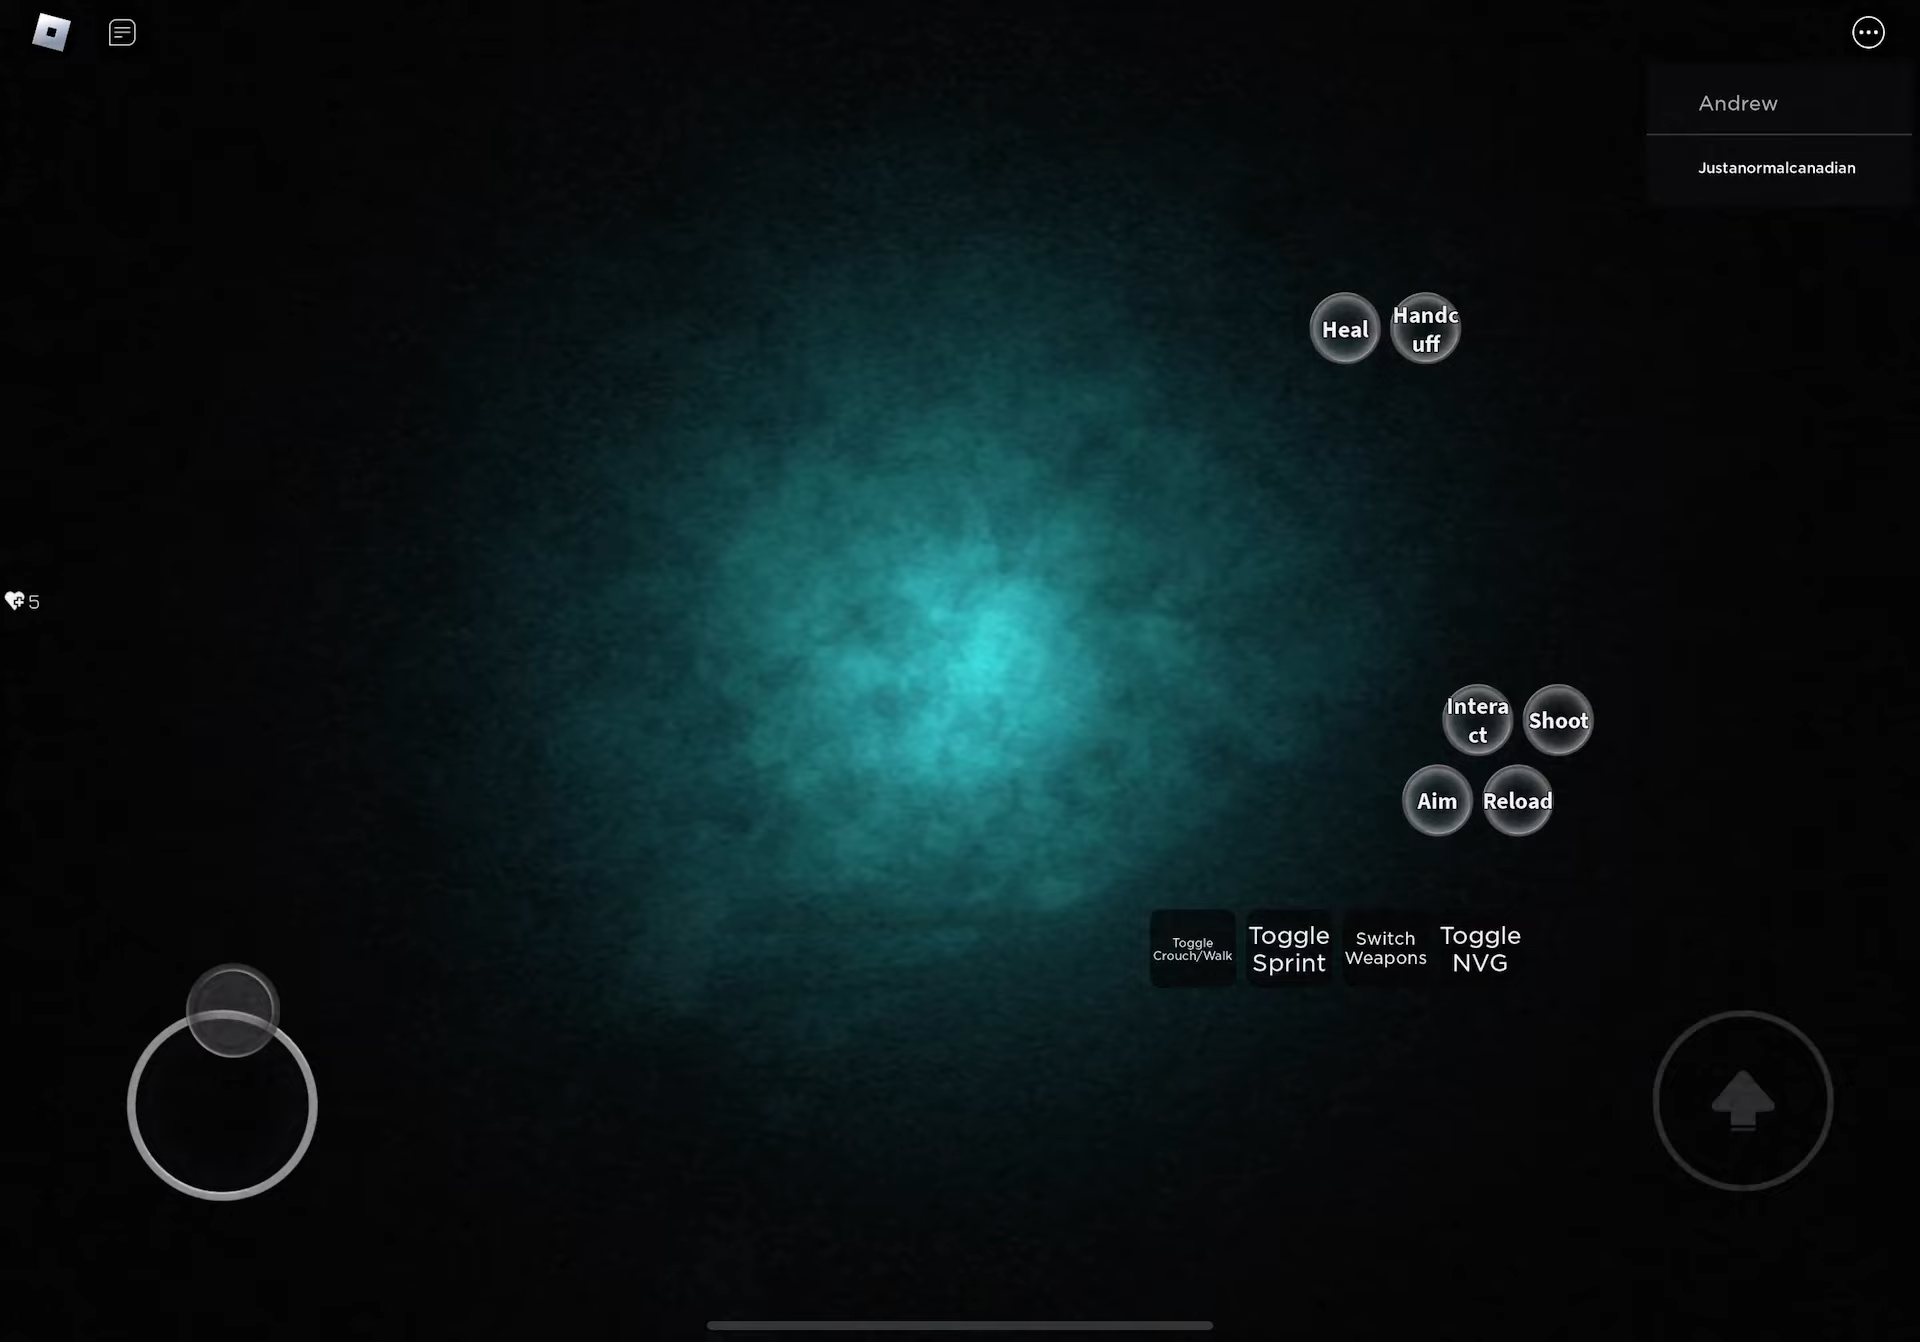 Andrew
Justanormalcanadian
Heal
Handc
uff
5
Intera
ct
Shoot
Aim
Reload
Toggle
Crouch/Walk
Toggle
Sprint
Switch
Weapons
Toggle
NVG